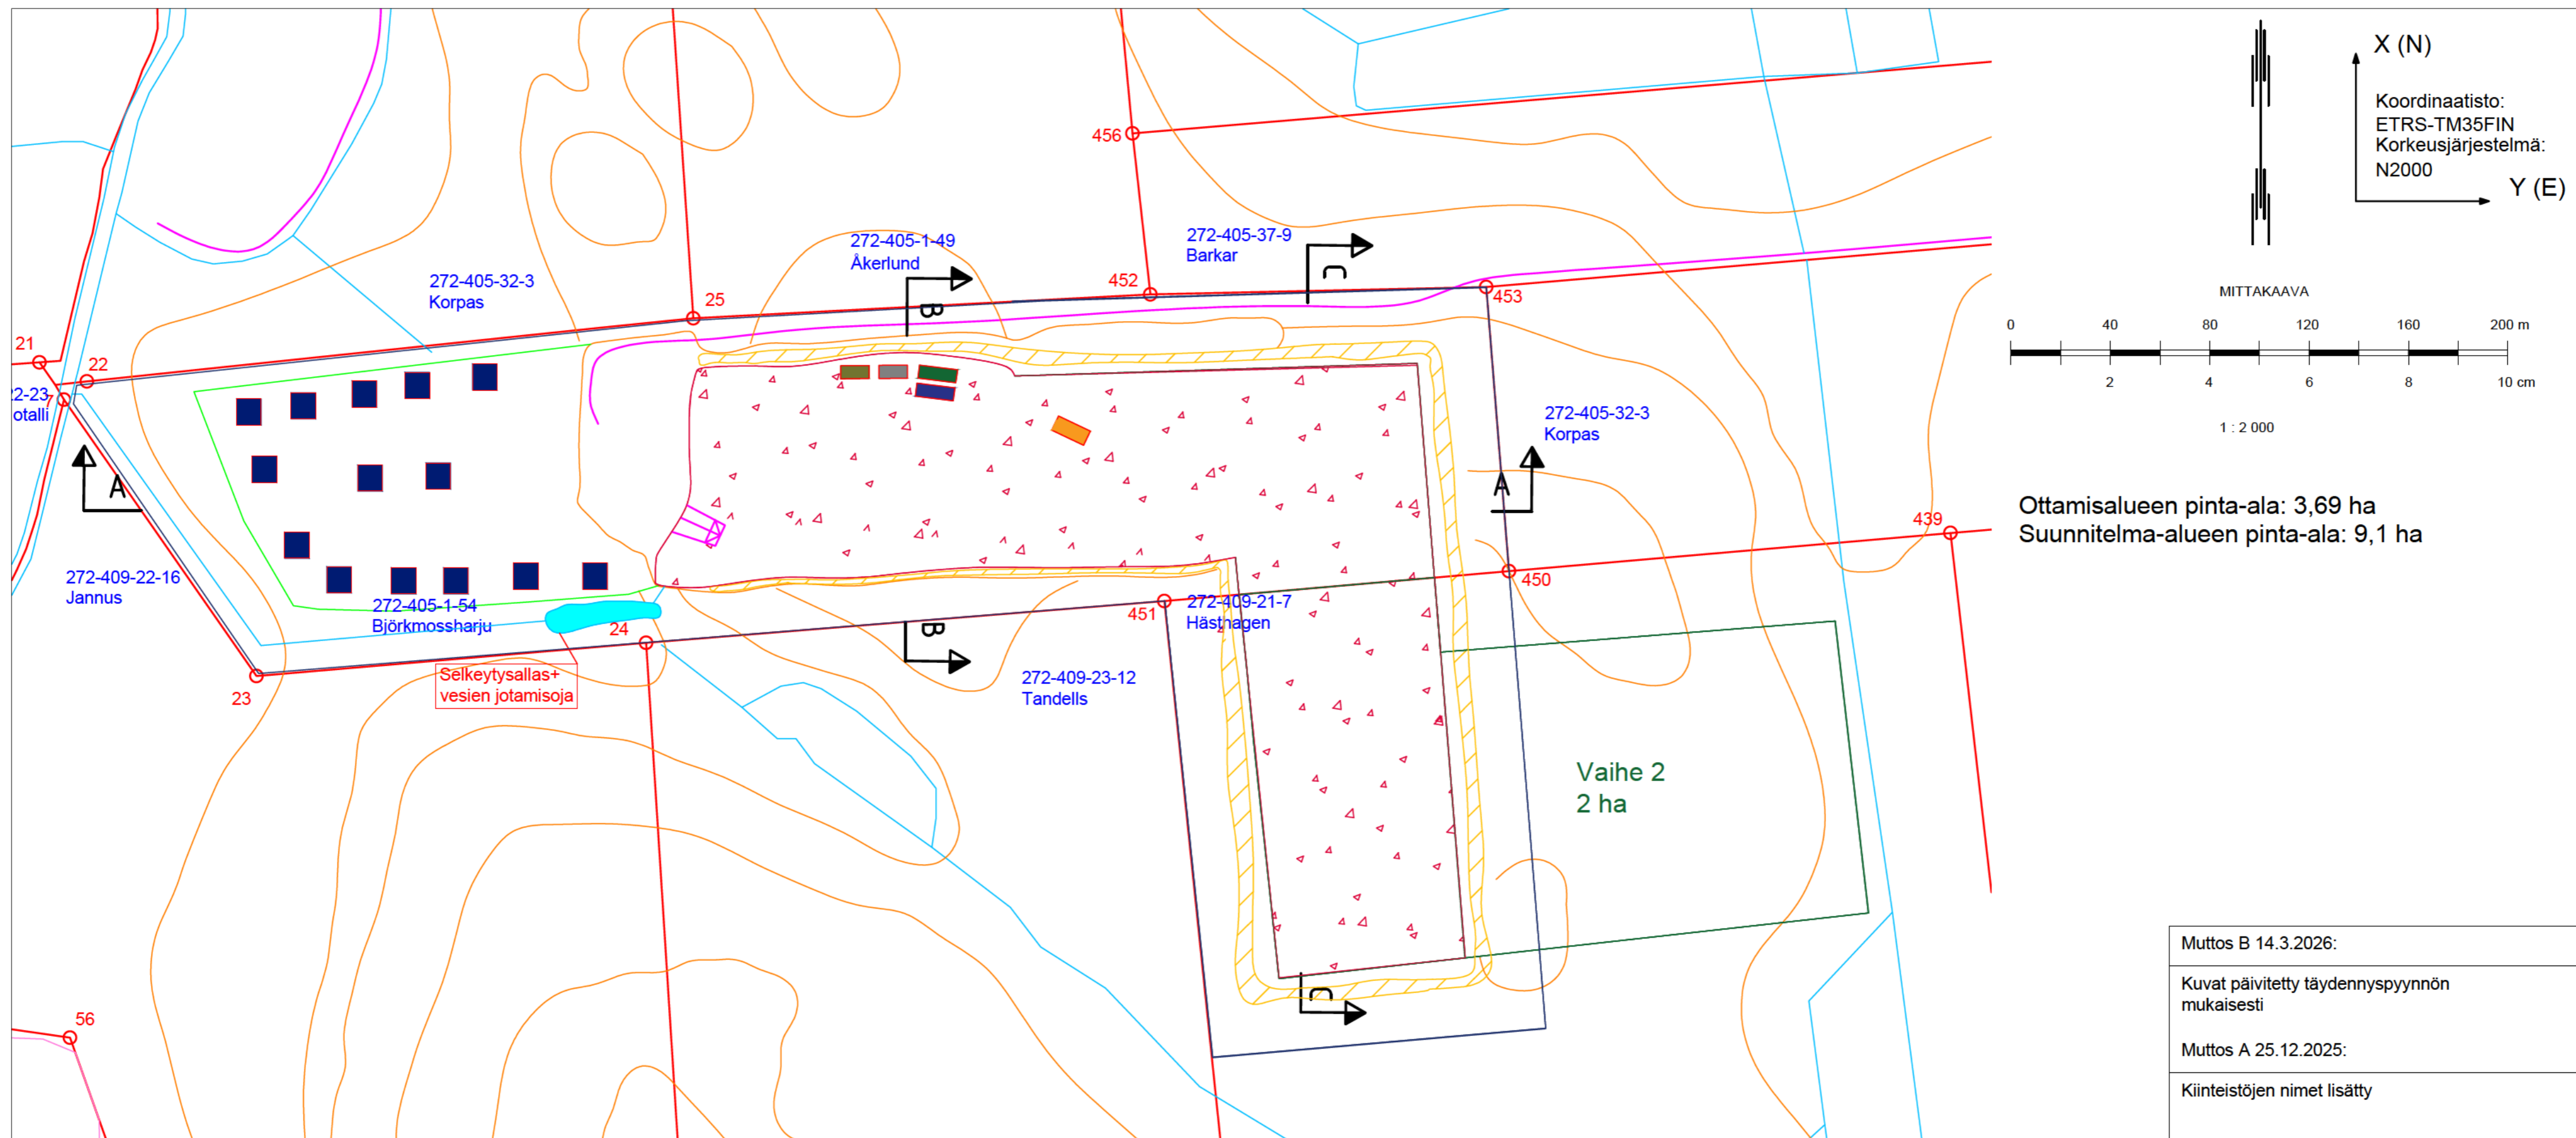 X (N)
Koordinaatisto:
ETRS-TM35FIN
Korkeusjärjestelmä:
N2000
Y (E)
MITTAKAAVA
0 40 80 120 160 200 m
2 4 6 8 10 cm
1 : 2 000
Ottamisalueen pinta-ala: 3,69 ha
Suunnitelma-alueen pinta-ala: 9,1 ha
456
272-405-1-49
Åkerlund
272-405-37-9
Barkar
272-405-32-3
Korpas
452
453
25
B
C
21
22
22-23
otalli
7
A
272-405-32-3
Korpas
A
439
450
272-409-22-16
Jannus
272-405-1-54
Björkmossharju
24
451
272-409-21-7
Hästhagen
B
23
Selkeytysallas+
vesien jotamisoja
272-409-23-12
Tandells
Vaihe 2
2 ha
C
56
Muttos B 14.3.2026:
Kuvat päivitetty täydennyspyynnön
mukaisesti
Muttos A 25.12.2025:
Kiinteistöjen nimet lisätty